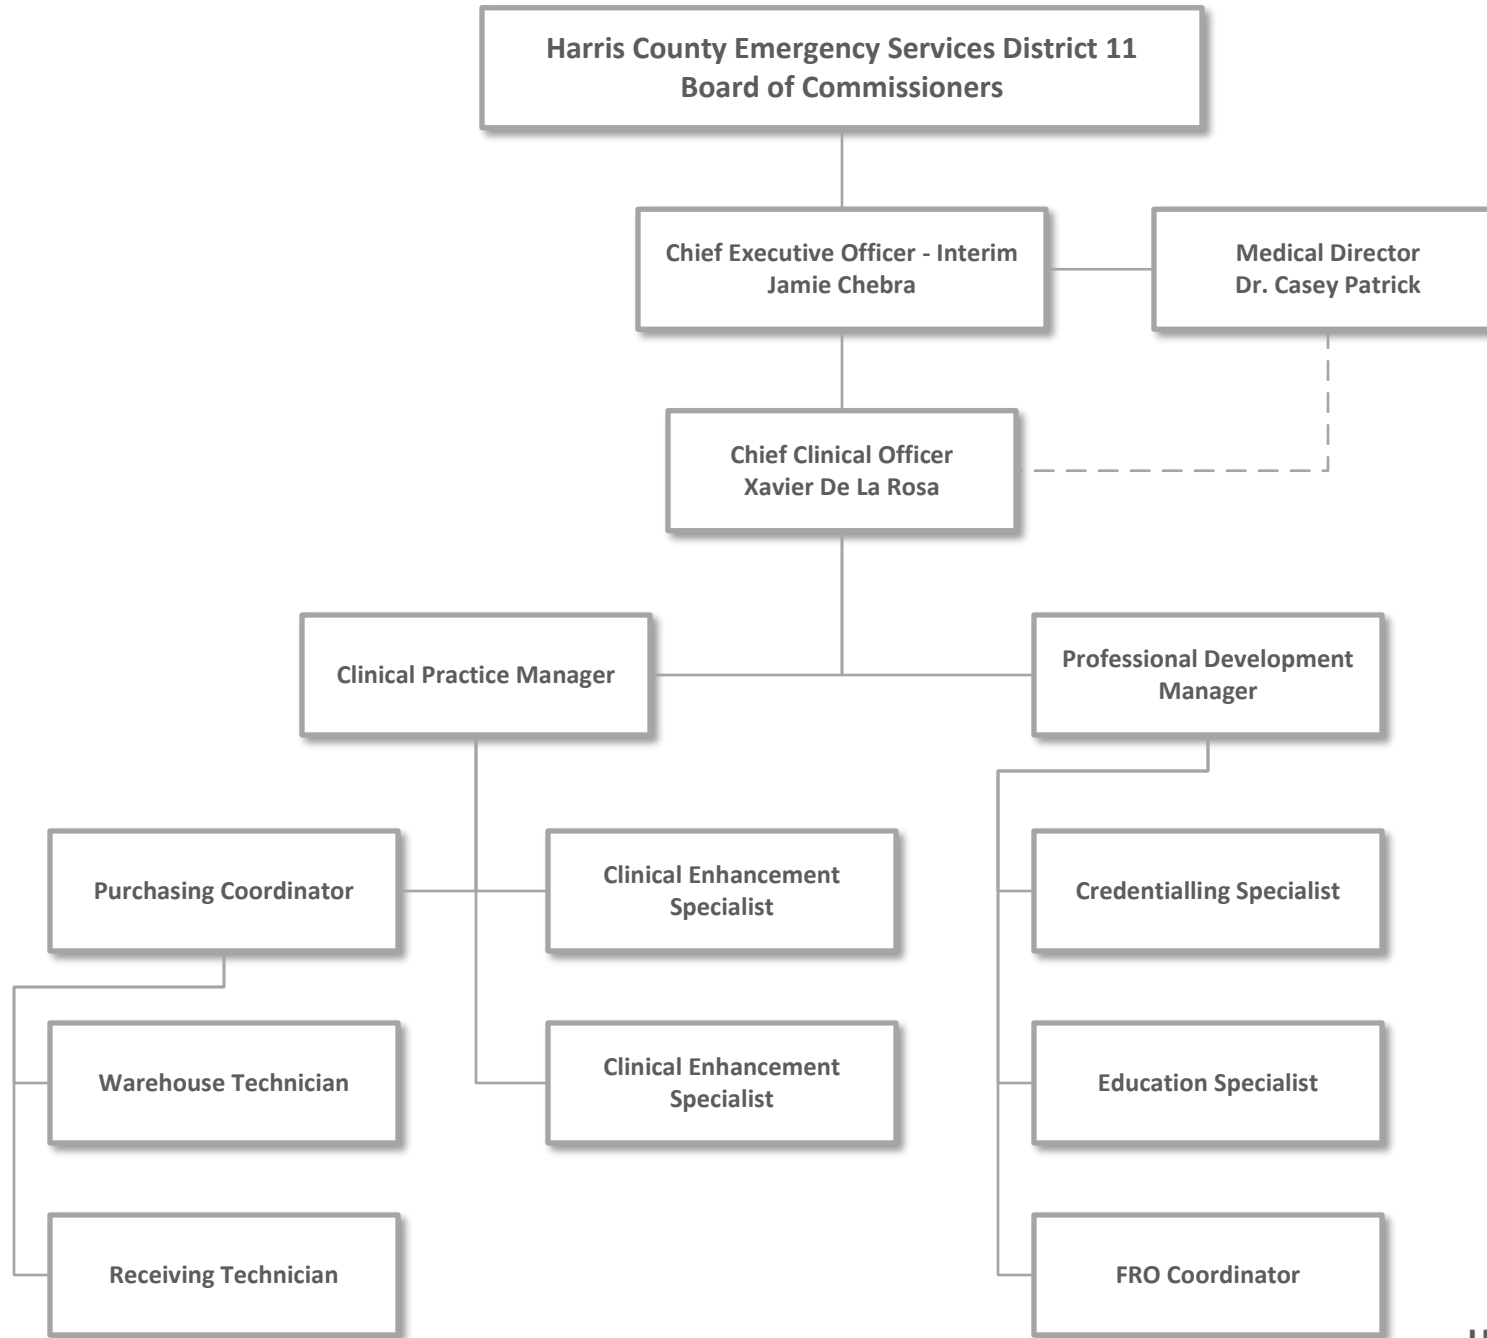 Harris County Emergency Services District 11
Board of Commissioners
Chief Executive Officer - Interim
Jamie Chebra
Medical Director
Dr. Casey Patrick
Chief Clinical Officer
Xavier De La Rosa
Clinical Practice Manager
Professional Development
Manager
Purchasing Coordinator
Clinical Enhancement
Specialist
Credentialling Specialist
Warehouse Technician
Clinical Enhancement
Specialist
Education Specialist
Receiving Technician
FRO Coordinator